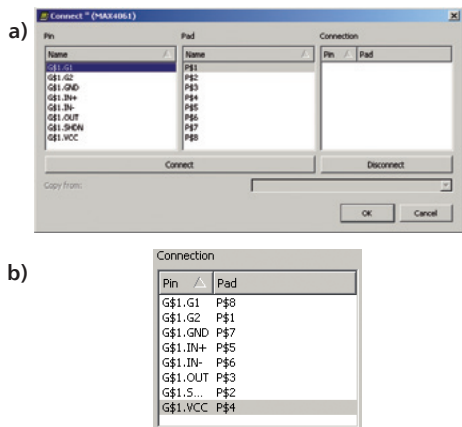 a)
Connect " (MAX4061)
Pin Pad Connection
Name Name Pin Pad
G$1.G1 P$1
G$1.G2 P$2
G$1.GND P$3
G$1.IN+ P$4
G$1.IN- P$5
G$1.OUT P$6
G$1.SHDN P$7
G$1.VCC P$8
Connect Disconnect
Copy from:
OK Cancel
b)
Connection
Pin Pad
G$1.G1 P$8
G$1.G2 P$1
G$1.GND P$7
G$1.IN+ P$5
G$1.IN- P$6
G$1.OUT P$3
G$1.S... P$2
G$1.VCC P$4